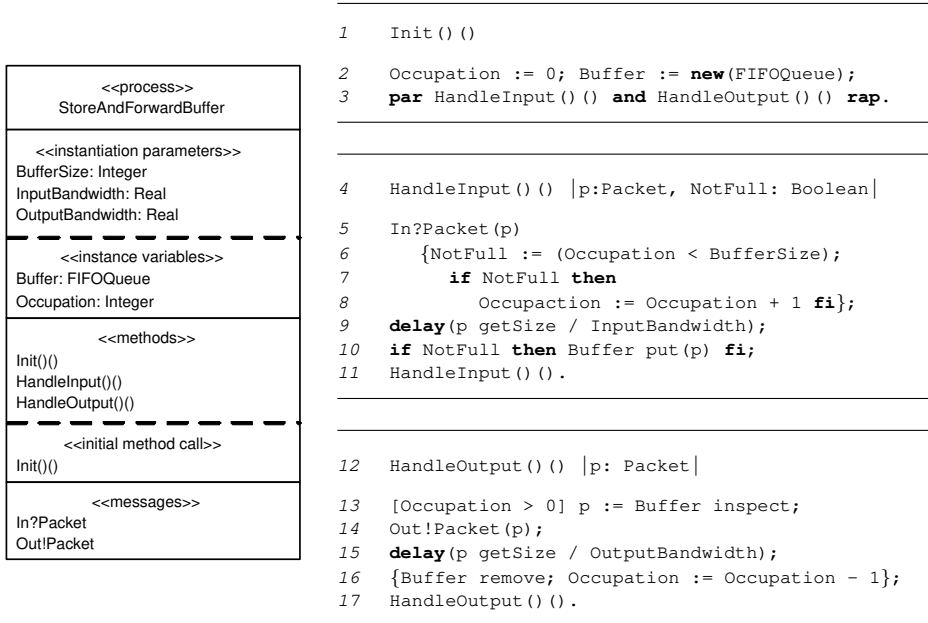 <<process>>
StoreAndForwardBuffer
<<instantiation parameters>>
BufferSize: Integer
InputBandwidth: Real
OutputBandwidth: Real
<<instance variables>>
Buffer: FIFOQueue
Occupation: Integer
<<methods>>
Init()()
HandleInput()()
HandleOutput()()
<<initial method call>>
Init()()
<<messages>>
In?Packet
Out!Packet
1 Init()()
2 Occupation := 0; Buffer := new(FIFOQueue);
3 par HandleInput()() and HandleOutput()() rap.
4 HandleInput()() |p:Packet, NotFull: Boolean|
5 In?Packet(p)
6 {NotFull := (Occupation < BufferSize);
7 if NotFull then
8 Occupaction := Occupation + 1 fi};
9 delay(p getSize / InputBandwidth);
10 if NotFull then Buffer put(p) fi;
11 HandleInput()().
12 HandleOutput()() |p: Packet|
13 [Occupation > 0] p := Buffer inspect;
14 Out!Packet(p);
15 delay(p getSize / OutputBandwidth);
16 {Buffer remove; Occupation := Occupation - 1};
17 HandleOutput()().